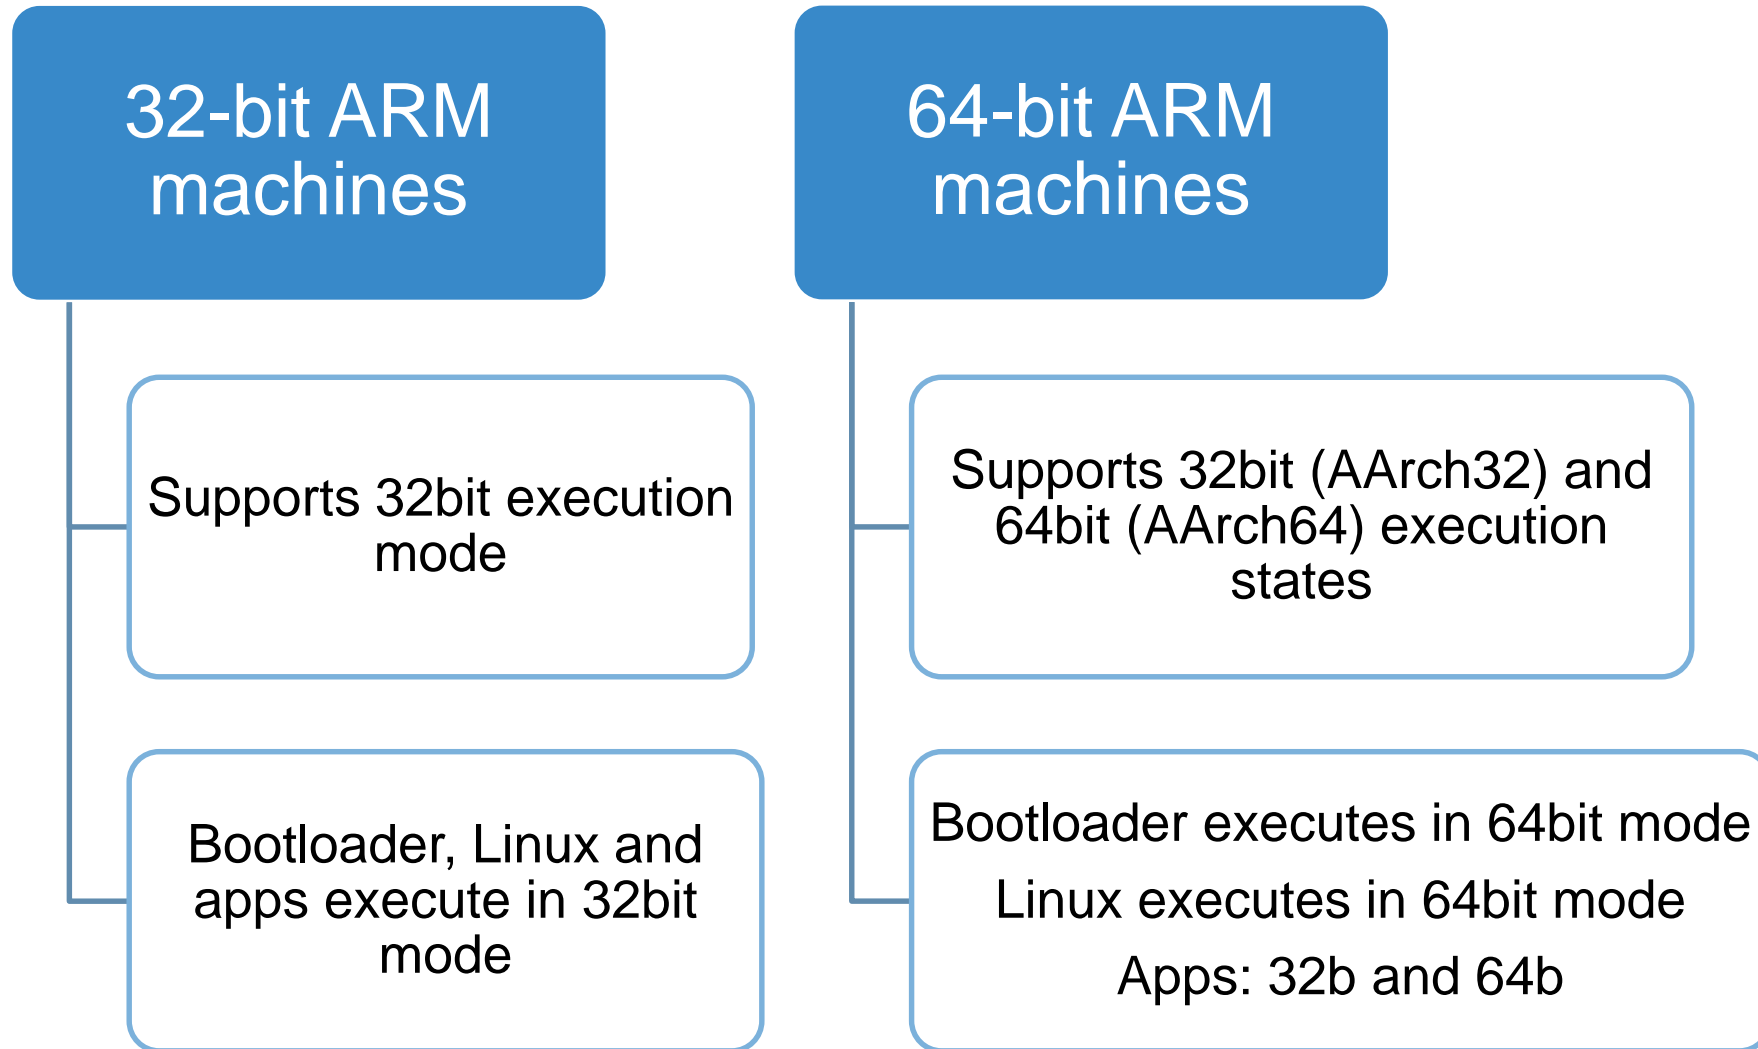 32-bit ARM
machines
Supports 32bit execution
mode
Bootloader, Linux and
apps execute in 32bit
mode
64-bit ARM
machines
Supports 32bit (AArch32) and
64bit (AArch64) execution
states
Bootloader executes in 64bit mode
Linux executes in 64bit mode
Apps: 32b and 64b